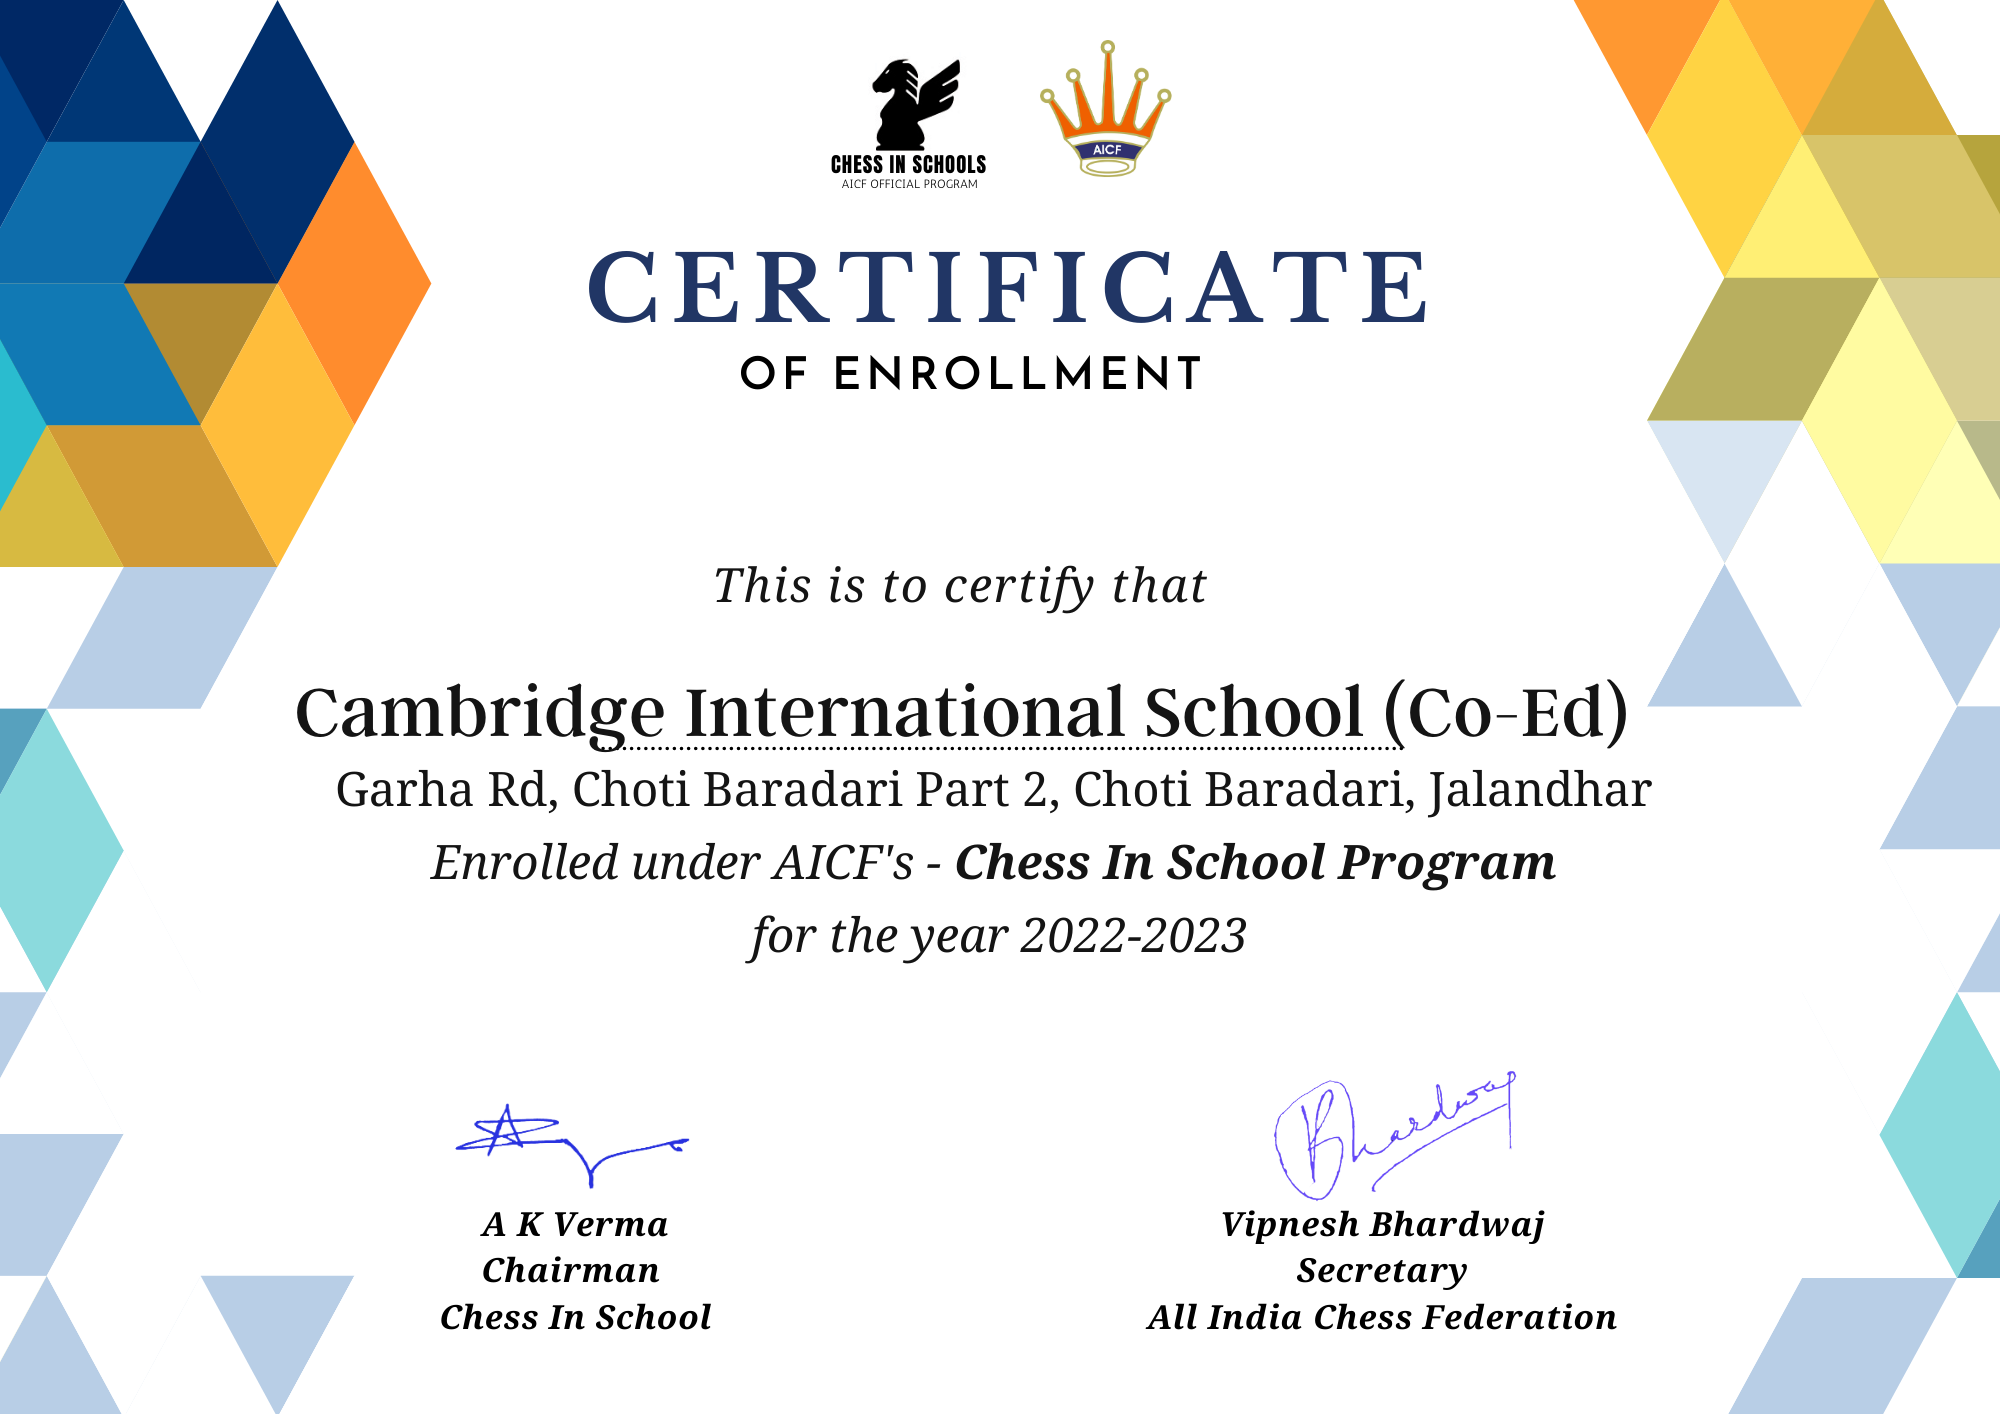 CHESS IN SCHOOLS
AICF OFFICIAL PROGRAM
AICF
CERTIFICATE
OF ENROLLMENT
This is to certify that
Cambridge International School (Co-Ed)
Garha Rd, Choti Baradari Part 2, Choti Baradari, Jalandhar
Enrolled under AICF's - Chess In School Program
for the year 2022-2023
Bhardwaj
A K Verma
Chairman
Chess In School
Vipnesh Bhardwaj
Secretary
All India Chess Federation